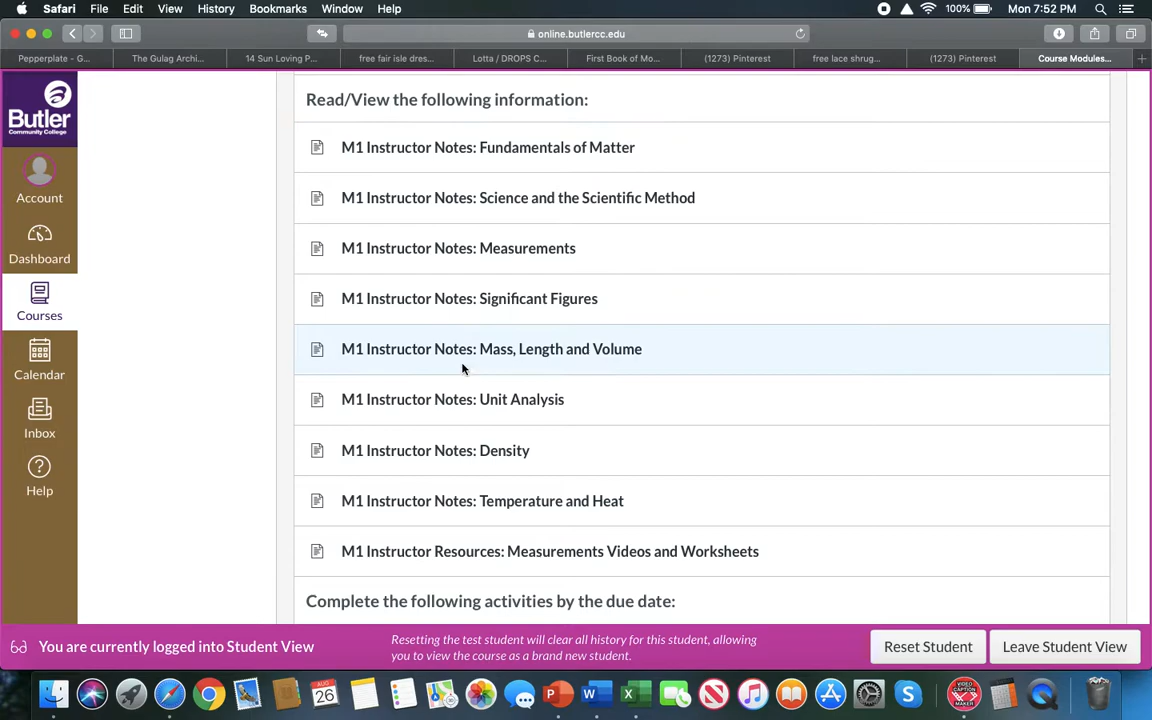 Safari File Edit View History Bookmarks Window Help 100% Mon 7:52 PM
online.butlercc.edu
Pepperplate - G... The Gulag Archi... 14 Sun Loving P... free fair isle dres... Lotta / DROPS C... First Book of Mo... (1273) Pinterest free lace shrug... (1273) Pinterest Course Modules...
Butler
Community College
Account
Dashboard
Courses
Calendar
Inbox
Help
Read/View the following information:
M1 Instructor Notes: Fundamentals of Matter
M1 Instructor Notes: Science and the Scientific Method
M1 Instructor Notes: Measurements
M1 Instructor Notes: Significant Figures
M1 Instructor Notes: Mass, Length and Volume
M1 Instructor Notes: Unit Analysis
M1 Instructor Notes: Density
M1 Instructor Notes: Temperature and Heat
M1 Instructor Resources: Measurements Videos and Worksheets
Complete the following activities by the due date:
You are currently logged into Student View
Resetting the test student will clear all history for this student, allowing
you to view the course as a brand new student.
Reset Student
Leave Student View
AUG
26